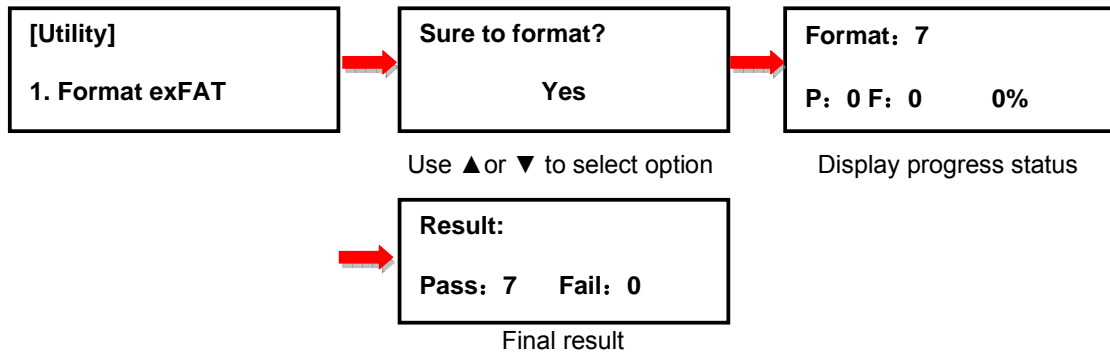 [Utility]
1. Format exFAT
Sure to format?
Yes
Use ▲or ▼ to select option
Format：7
P：0 F：0 0%
Display progress status
Result:
Pass：7 Fail：0
Final result